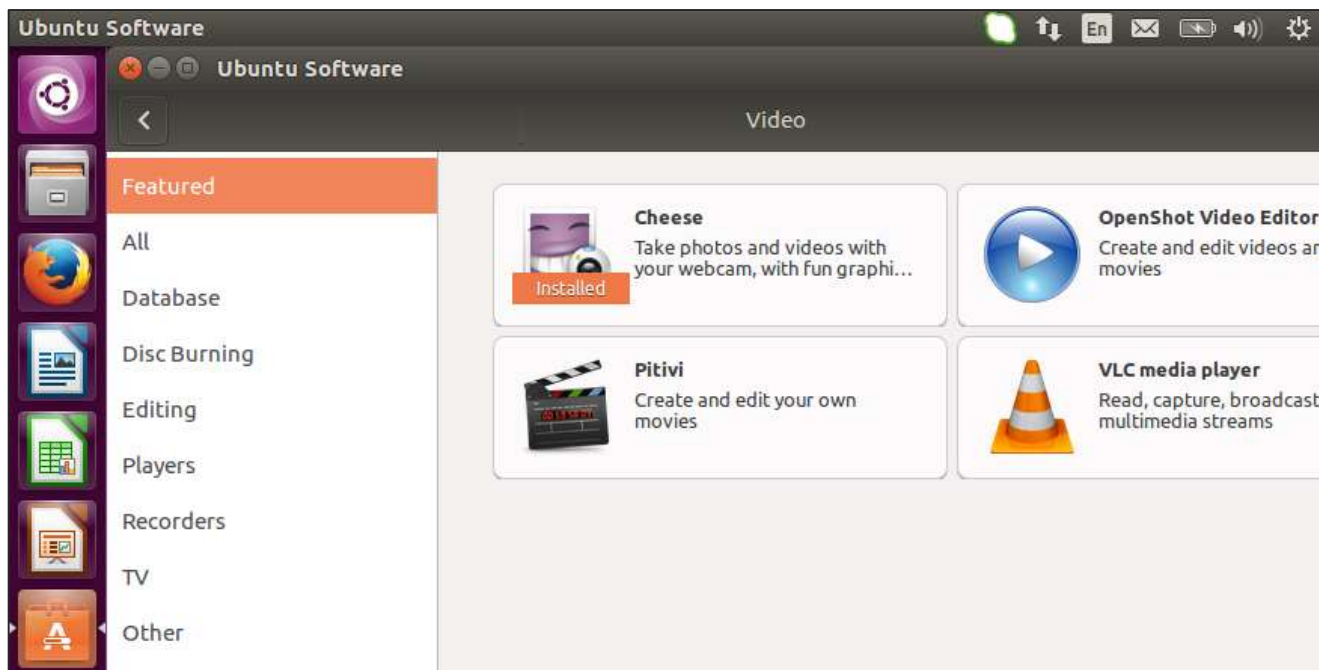 Ubuntu Software
En
Ubuntu Software
Video
Featured
All
Database
Disc Burning
Editing
Players
Recorders
TV
Other
Cheese
Take photos and videos with
your webcam, with fun graphi...
Installed
OpenShot Video Editor
Create and edit videos an
movies
Pitivi
Create and edit your own
movies
VLC media player
Read, capture, broadcast
multimedia streams